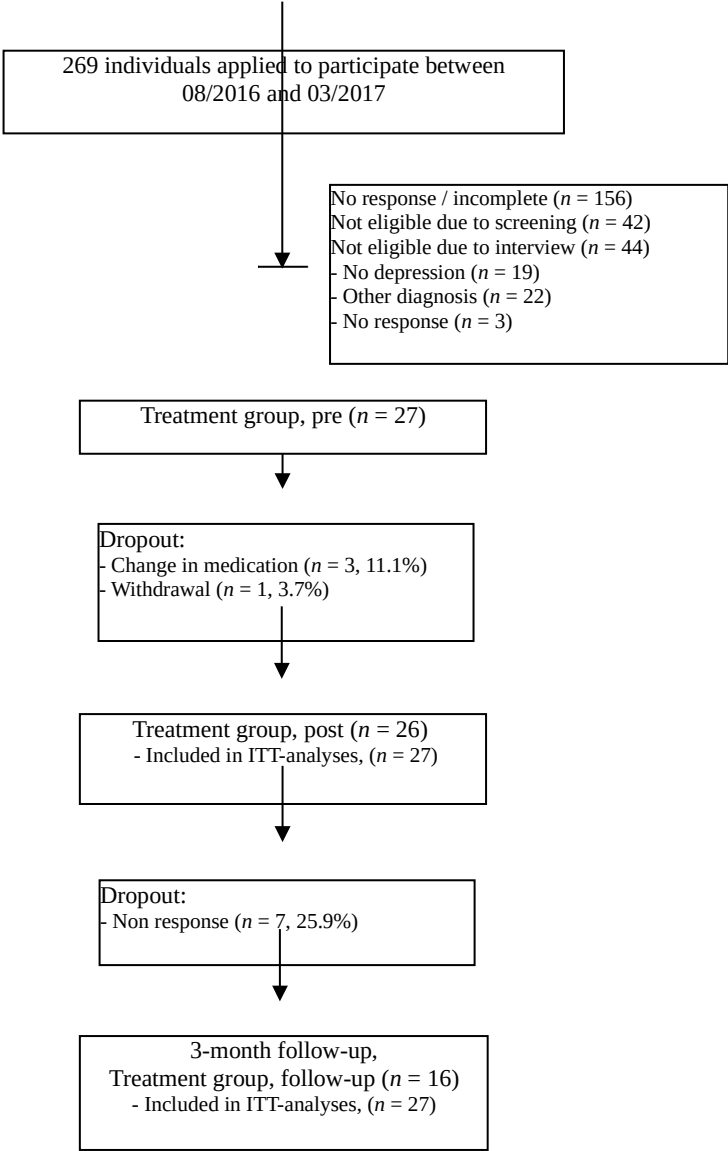 269 individuals applied to participate between
08/2016 and 03/2017
No response / incomplete (n = 156)
Not eligible due to screening (n = 42)
Not eligible due to interview (n = 44)
- No depression (n = 19)
- Other diagnosis (n = 22)
- No response (n = 3)
Treatment group, pre (n = 27)
Dropout:
- Change in medication (n = 3, 11.1%)
- Withdrawal (n = 1, 3.7%)
Treatment group, post (n = 26)
- Included in ITT-analyses, (n = 27)
Dropout:
- Non response (n = 7, 25.9%)
3-month follow-up,
Treatment group, follow-up (n = 16)
- Included in ITT-analyses, (n = 27)